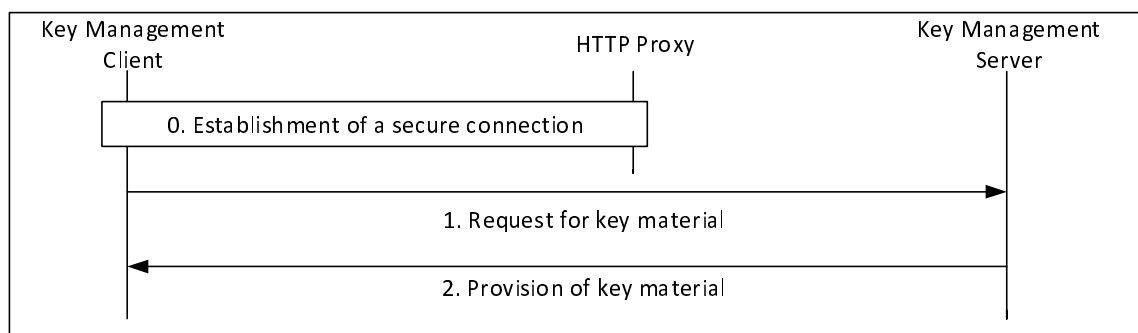 Key Management
Client
HTTP Proxy
Key Management
Server
0. Establishment of a secure connection
1. Request for key material
2. Provision of key material